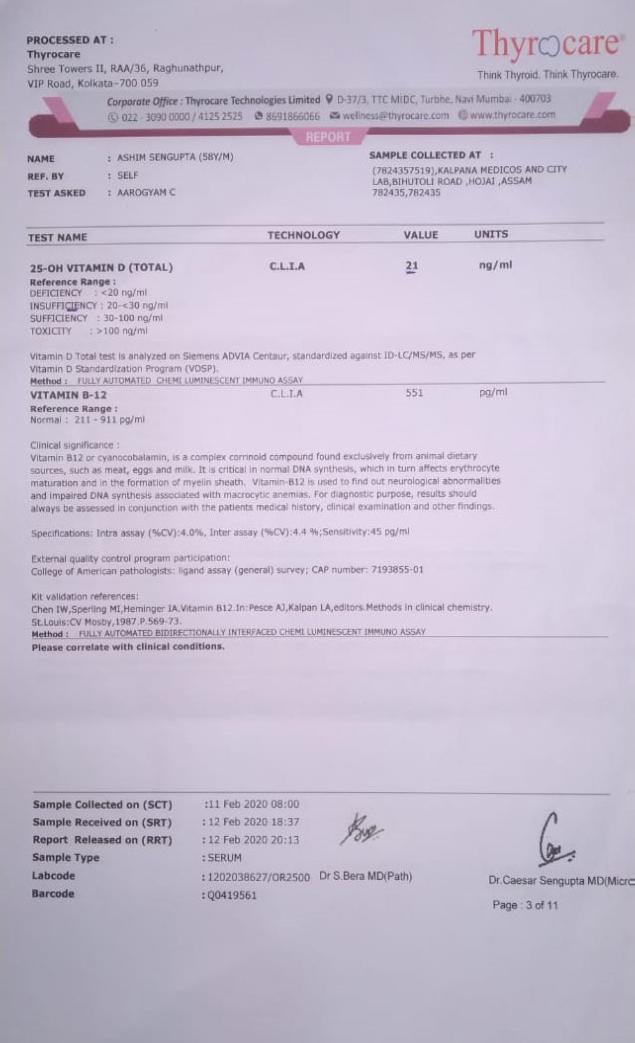 PROCESSED AT :
Thyrocare
Shree Towers II, RAA/36, Raghunathpur,
VIP Road, Kolkata-700 059
Thyrocare®
Think Thyroid. Think Thyrocare.
Corporate Office : Thyrocare Technologies Limited D-37/3, TTC MIDC, Turbhe, Navi Mumbai - 400703
022 - 3090 0000 / 4125 2525 8691866066 wellness@thyrocare.com www.thyrocare.com
REPORT
NAME : ASHIM SENGUPTA (58Y/M)
REF. BY : SELF
TEST ASKED : AAROGYAM C
SAMPLE COLLECTED AT :
(7824357519),KALPANA MEDICOS AND CITY
LAB,BIHUTOLI ROAD ,HOJAI ,ASSAM
782435,782435
TEST NAME TECHNOLOGY VALUE UNITS
25-OH VITAMIN D (TOTAL) C.L.I.A 21 ng/ml
Reference Range :
DEFICIENCY : <20 ng/ml
INSUFFICIENCY : 20-<30 ng/ml
SUFFICIENCY : 30-100 ng/ml
TOXICITY : >100 ng/ml
Vitamin D Total test is analyzed on Siemens ADVIA Centaur, standardized against ID-LC/MS/MS, as per
Vitamin D Standardization Program (VDSP).
Method : FULLY AUTOMATED CHEMI LUMINESCENT IMMUNO ASSAY
VITAMIN B-12 C.L.I.A 551 pg/ml
Reference Range :
Normal : 211 - 911 pg/ml
Clinical significance :
Vitamin B12 or cyanocobalamin, is a complex corrinoid compound found exclusively from animal dietary
sources, such as meat, eggs and milk. It is critical in normal DNA synthesis, which in turn affects erythrocyte
maturation and in the formation of myelin sheath. Vitamin-B12 is used to find out neurological abnormalities
and impaired DNA synthesis associated with macrocytic anemias. For diagnostic purpose, results should
always be assessed in conjunction with the patients medical history, clinical examination and other findings.
Specifications: Intra assay (%CV):4.0%, Inter assay (%CV):4.4 %;Sensitivity:45 pg/ml
External quality control program participation:
College of American pathologists: ligand assay (general) survey; CAP number: 7193855-01
Kit validation references:
Chen IW,Sperling MI,Heminger IA.Vitamin B12.In:Pesce AJ,Kalpan LA,editors.Methods in clinical chemistry.
St.Louis:CV Mosby,1987.P.569-73.
Method : FULLY AUTOMATED BIDIRECTIONALLY INTERFACED CHEMI LUMINESCENT IMMUNO ASSAY
Please correlate with clinical conditions.
Sample Collected on (SCT) :11 Feb 2020 08:00
Sample Received on (SRT) : 12 Feb 2020 18:37
Report Released on (RRT) : 12 Feb 2020 20:13
Sample Type : SERUM
Labcode : 1202038627/OR2500 Dr S.Bera MD(Path) Dr.Caesar Sengupta MD(Micro
Barcode : Q0419561
Page : 3 of 11